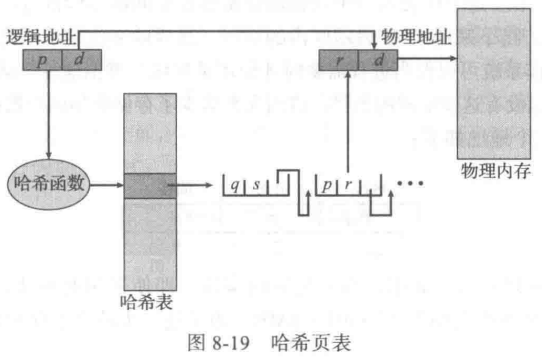 逻辑地址
物理地址
p d
r d
哈希函数
q s
p r
•••
物理内存
哈希表
图 8-19 哈希页表